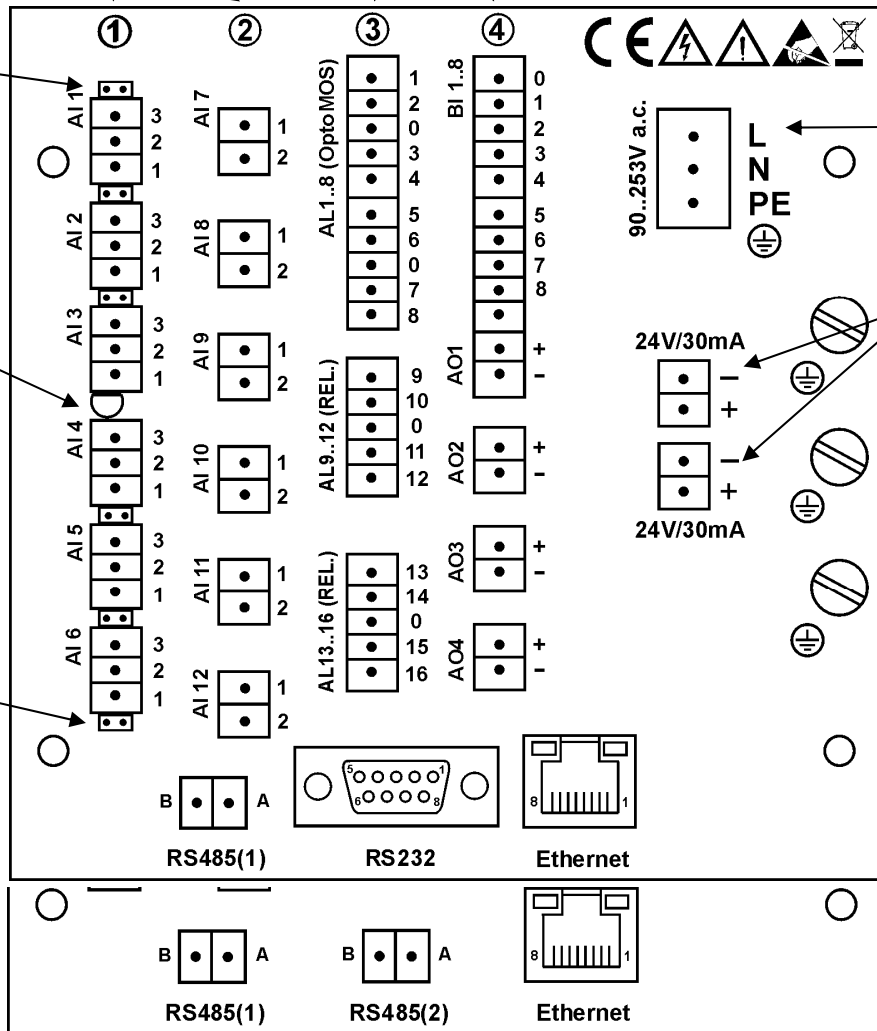 ① ② ③ ④
CE
AI 1
3
2
1
AI 2
3
2
1
AI 3
3
2
1
AI 4
3
2
1
AI 5
3
2
1
AI 6
3
2
1
AI 7
1
2
AI 8
1
2
AI 9
1
2
AI 10
1
2
AI 11
1
2
AI 12
1
2
AL1..8 (OptoMOS)
1
2
0
3
4
5
6
0
7
8
AL9..12 (REL.)
9
10
0
11
12
AL13..16 (REL.)
13
14
0
15
16
BI 1..8
0
1
2
3
4
5
6
7
8
AO1
+
-
AO2
+
-
AO3
+
-
AO4
+
-
90..253V a.c.
L
N
PE
24V/30mA
−
+
−
+
24V/30mA
B A
RS485(1)
5 1
6 8
RS232
8 1
Ethernet
B A
RS485(1)
B A
RS485(2)
8 1
Ethernet